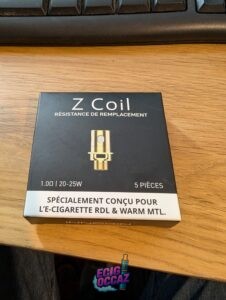 Z Coil
RÉSISTANCE DE REMPLACEMENT
1.0Ω | 20-25W
5 PIÈCES
SPÉCIALEMENT CONÇU POUR
L'E-CIGARETTE RDL & WARM MTL.
ECIG
OCCAZ